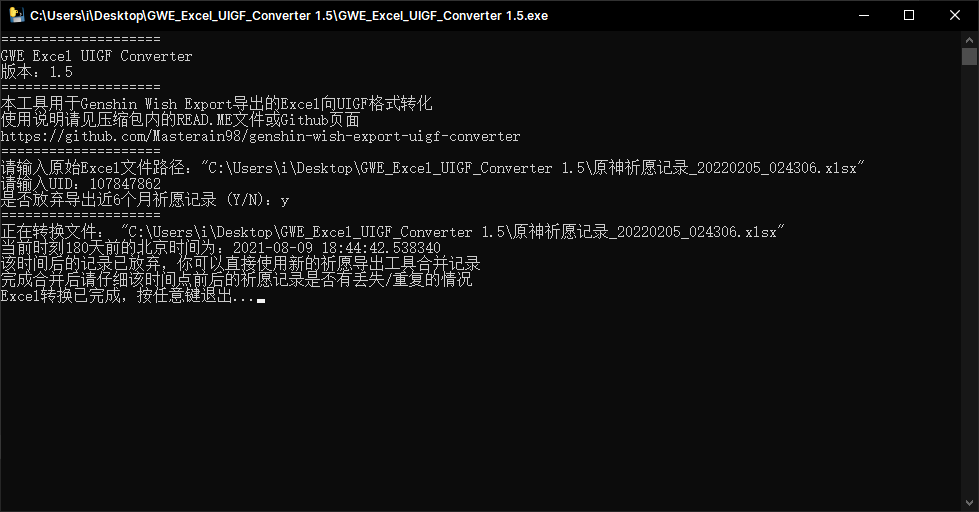 C:\Users\i\Desktop\GWE_Excel_UIGF_Converter 1.5\GWE_Excel_UIGF_Converter 1.5.exe
====================
GWE Excel UIGF Converter
版本：1.5
====================
本工具用于Genshin Wish Export导出的Excel向UIGF格式转化
使用说明请见压缩包内的READ.ME文件或Github页面
https://github.com/Masterain98/genshin-wish-export-uigf-converter
====================
请输入原始Excel文件路径："C:\Users\i\Desktop\GWE_Excel_UIGF_Converter 1.5\原神祈愿记录_20220205_024306.xlsx"
请输入UID：107847862
是否放弃导出近6个月祈愿记录 (Y/N)：y
====================
正在转换文件： "C:\Users\i\Desktop\GWE_Excel_UIGF_Converter 1.5\原神祈愿记录_20220205_024306.xlsx"
当前时刻180天前的北京时间为：2021-08-09 18:44:42.538340
该时间后的记录已放弃，你可以直接使用新的祈愿导出工具合并记录
完成合并后请仔细该时间点前后的祈愿记录是否有丢失/重复的情况
Excel转换已完成，按任意键退出...